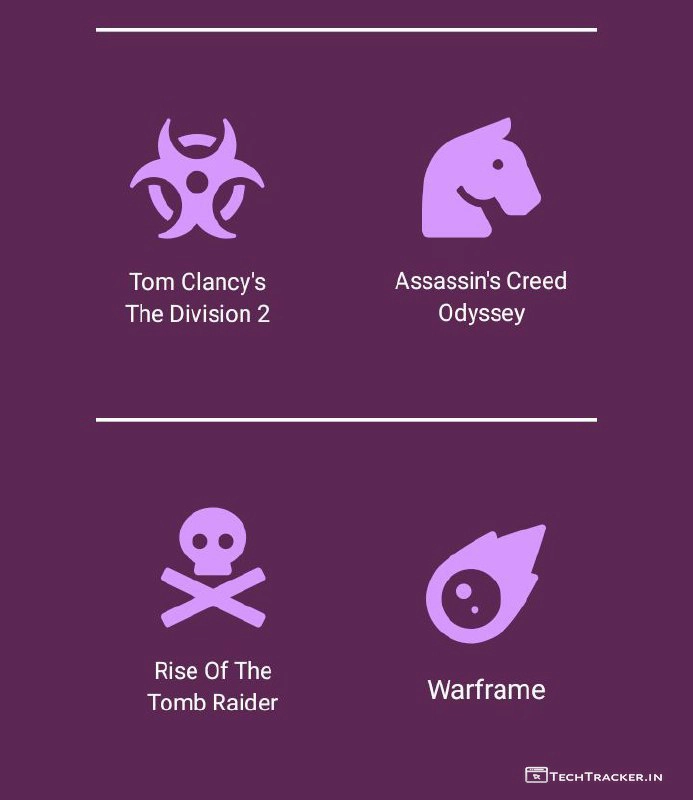 Tom Clancy's
The Division 2
Assassin's Creed
Odyssey
Rise Of The
Tomb Raider
Warframe
TECHTRACKER.IN